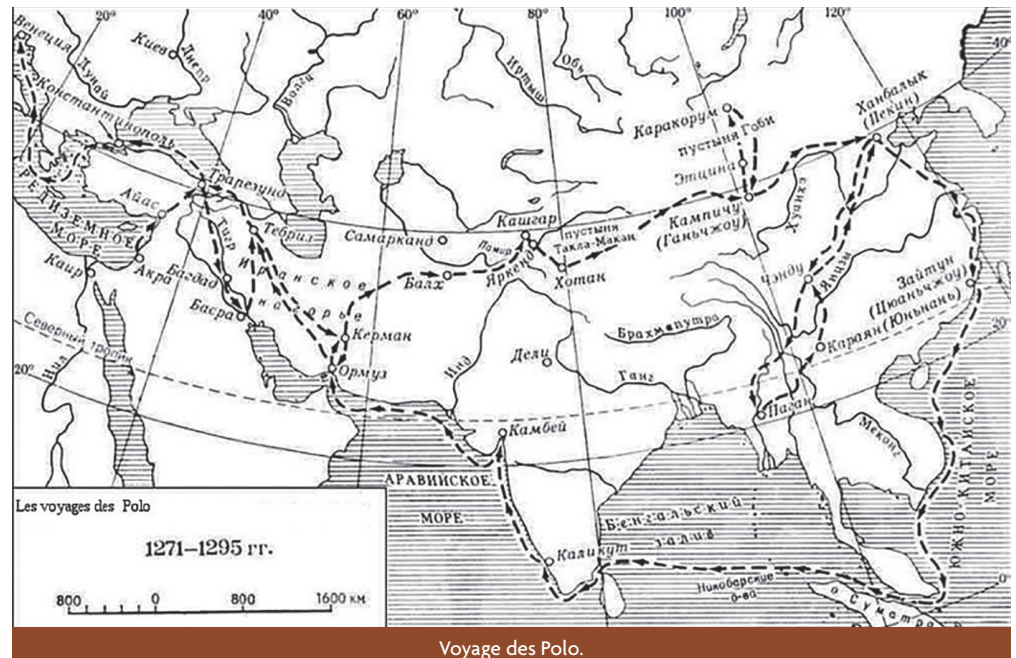 20°
40°
60°
80°
100°
120°
40°
Венеция
Киев
Днепр
Дунай
Волга
Иртыш
Обь
Константинополь
Каракорум
пустыня Гоби
Ханбалык
(Пекин)
Этцина
Трапезунд
СРЕДИЗЕМНОЕ
МОРЕ
Айас
Тигр
Тебриз
Самарканд
Кашгар
Памир
пустыня
Такла-Макан
Кампичу
(Ганьчжоу)
Хуанхэ
Каир
Акра
Багдад
Иранское
нагорье
Балх
Яркенд
Хотан
Чэнду
Янцзы
Зайтун
(Цюаньчжоу)
Басра
Керман
Северный тропик
Нил
20°
Ормуз
Инд
Дели
Брахмапутра
Ганг
Караян (Юньнань)
20°
Паган
Меконг
Камбей
АРАВИЙСКОЕ
МОРЕ
Бенгальский
залив
Каликут
Никобарские
о-ва
о. Суматра
ЮЖНО-КИТАЙСКОЕ
МОРЕ
0°
Les voyages des Polo
1271–1295 гг.
800 0 800 1600 км
Voyage des Polo.